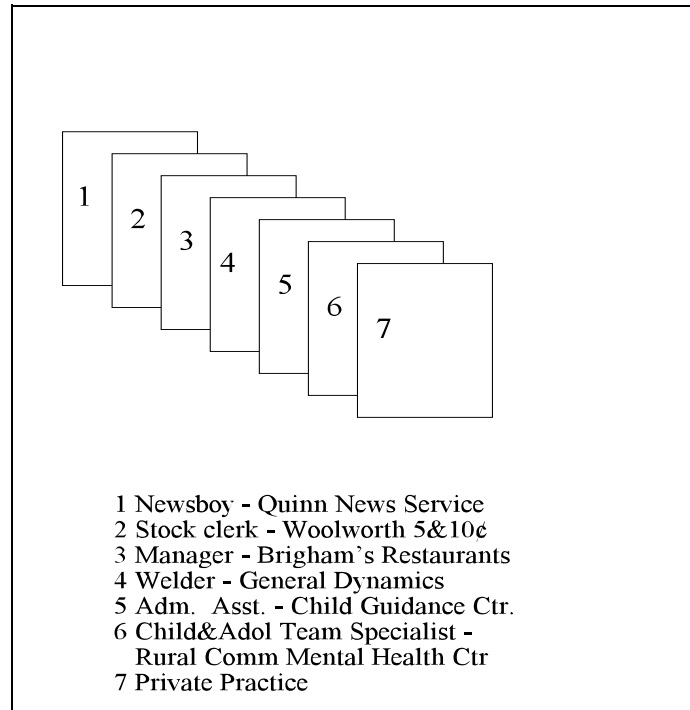 1
2
3
4
5
6
7
1 Newsboy - Quinn News Service
2 Stock clerk - Woolworth 5&10¢
3 Manager - Brigham's Restaurants
4 Welder - General Dynamics
5 Adm. Asst. - Child Guidance Ctr.
6 Child&Adol Team Specialist -
Rural Comm Mental Health Ctr
7 Private Practice